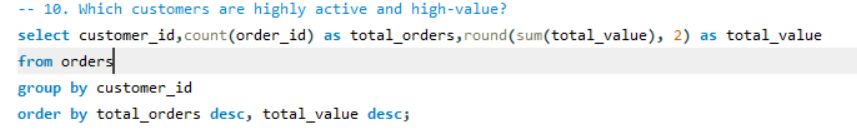 -- 10. Which customers are highly active and high-value?
select customer_id,count(order_id) as total_orders,round(sum(total_value), 2) as total_value
from orders
group by customer_id
order by total_orders desc, total_value desc;